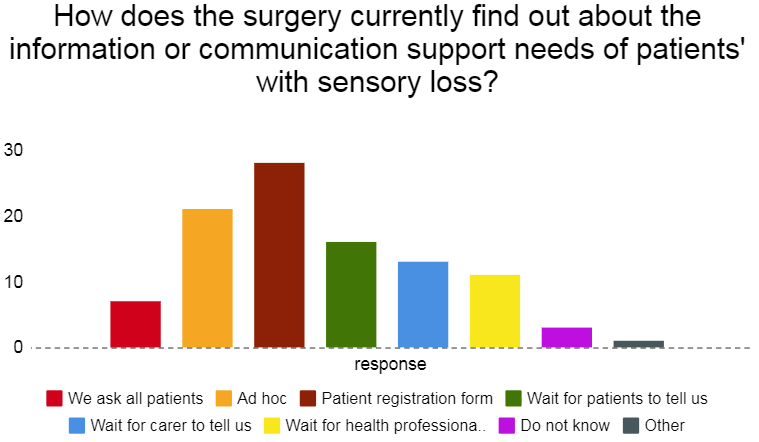 How does the surgery currently find out about the
information or communication support needs of patients'
with sensory loss?
30
20
10
0
response
We ask all patients Ad hoc Patient registration form Wait for patients to tell us
Wait for carer to tell us Wait for health professiona.. Do not know Other